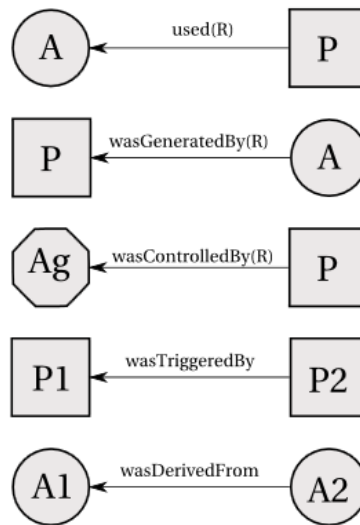 A used(R) P
P wasGeneratedBy(R) A
Ag wasControlledBy(R) P
P1 wasTriggeredBy P2
A1 wasDerivedFrom A2